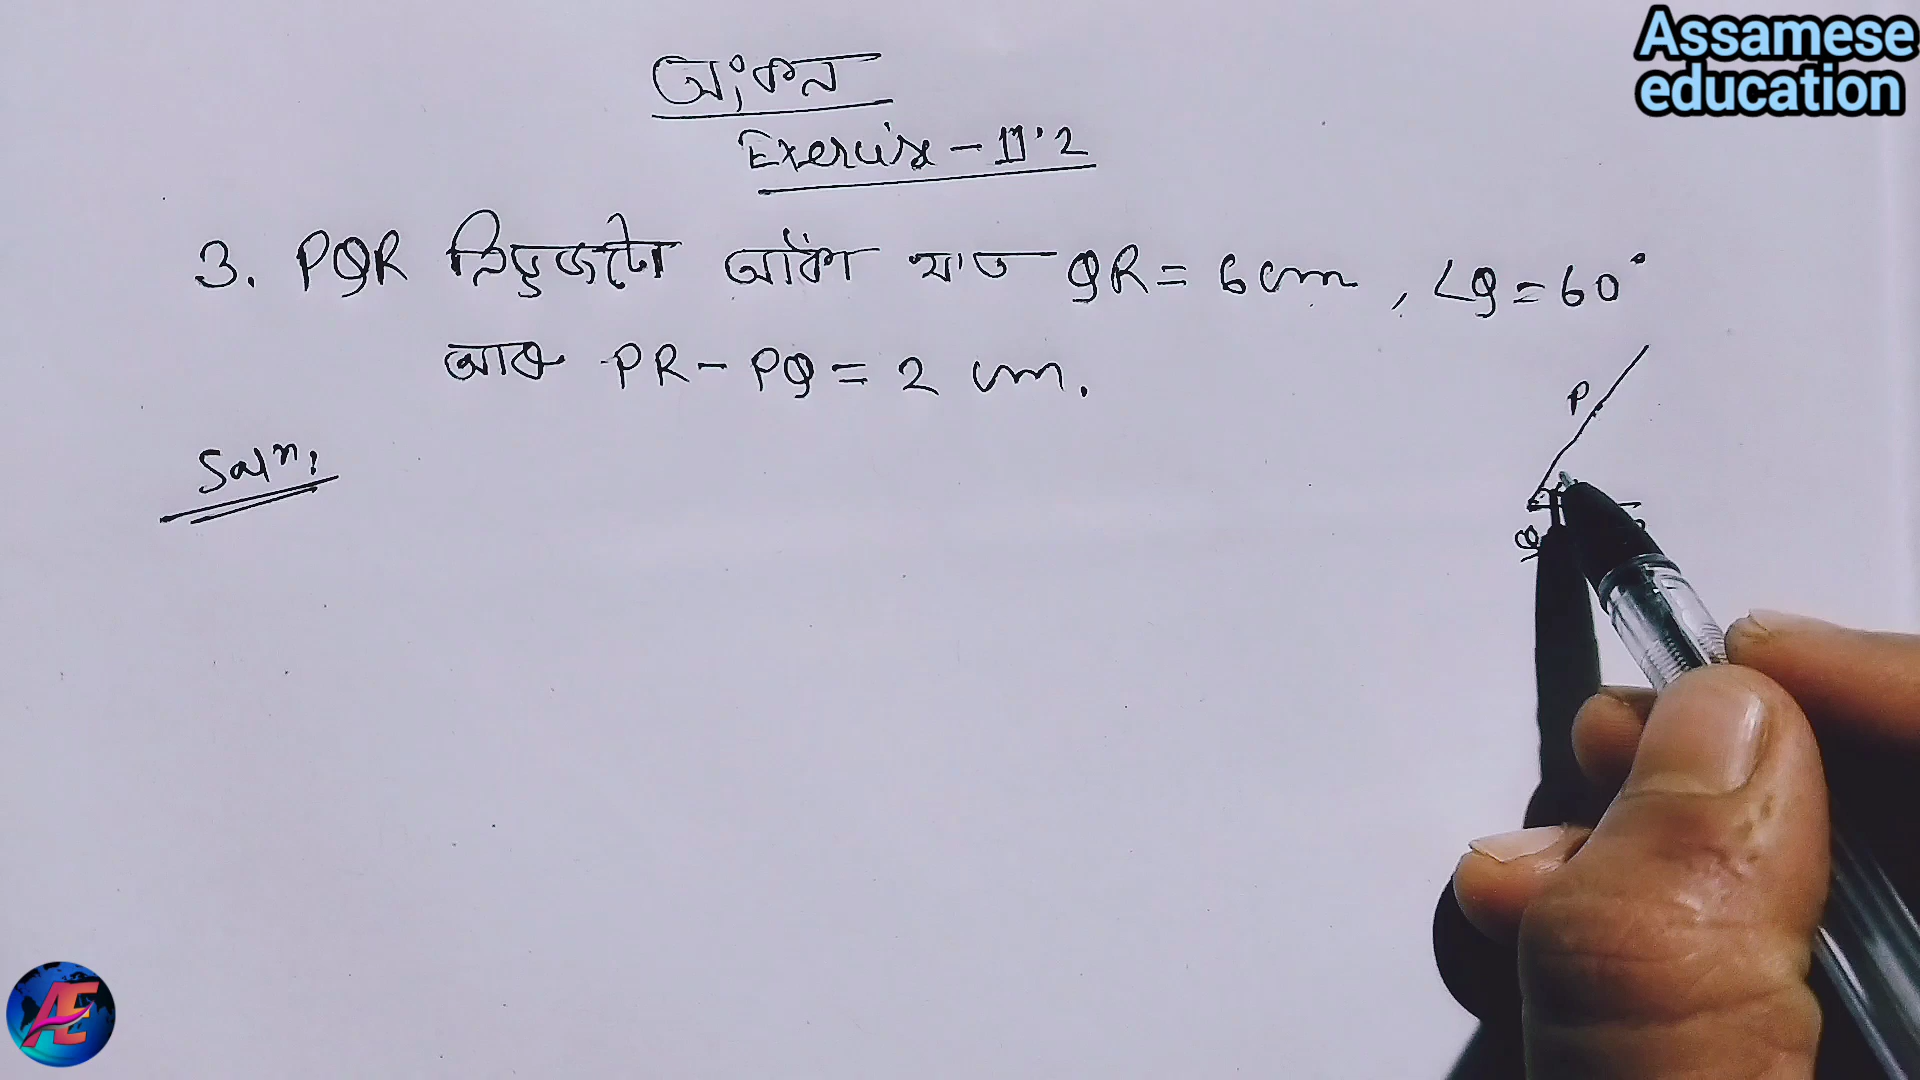 Assamese
education
অংকন
Exercise - 11.2
3. PQR ত্ৰিভুজটো আঁকা য'ত QR = 6 cm, ∠Q = 60°
আৰু PR - PQ = 2 cm.
Solⁿ:
P
Q
AE